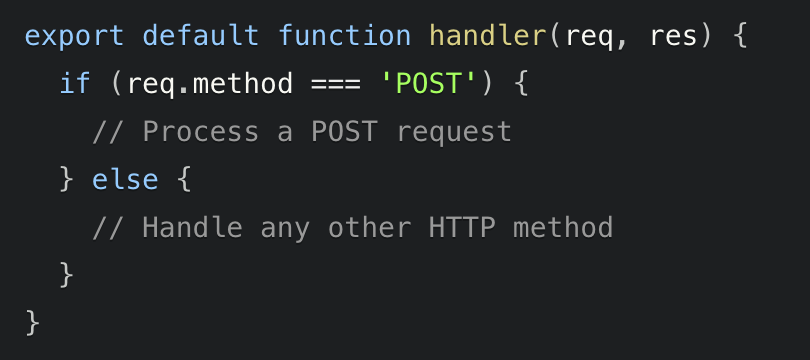 export default function handler(req, res) {
  if (req.method === 'POST') {
    // Process a POST request
  } else {
    // Handle any other HTTP method
  }
}